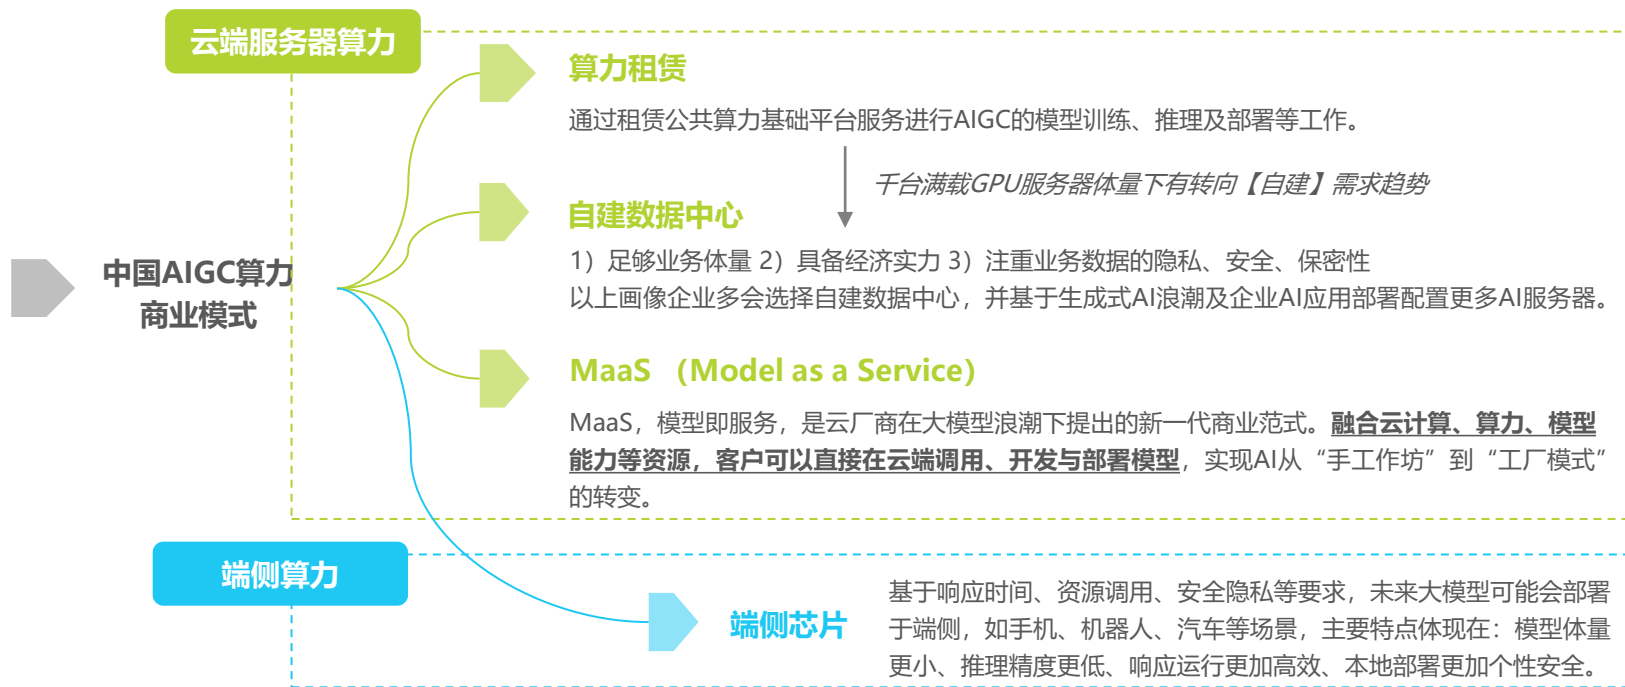 云端服务器算力
算力租赁
通过租赁公共算力基础平台服务进行AIGC的模型训练、推理及部署等工作。
千台满载GPU服务器体量下有转向【自建】需求趋势
自建数据中心
1）足够业务体量 2）具备经济实力 3）注重业务数据的隐私、安全、保密性
以上画像企业多会选择自建数据中心，并基于生成式AI浪潮及企业AI应用部署配置更多AI服务器。
中国AIGC算力
商业模式
MaaS （Model as a Service）
MaaS，模型即服务，是云厂商在大模型浪潮下提出的新一代商业范式。融合云计算、算力、模型
能力等资源，客户可以直接在云端调用、开发与部署模型，实现AI从“手工作坊”到“工厂模式”
的转变。
端侧算力
端侧芯片
基于响应时间、资源调用、安全隐私等要求，未来大模型可能会部署
于端侧，如手机、机器人、汽车等场景，主要特点体现在：模型体量
更小、推理精度更低、响应运行更加高效、本地部署更加个性安全。